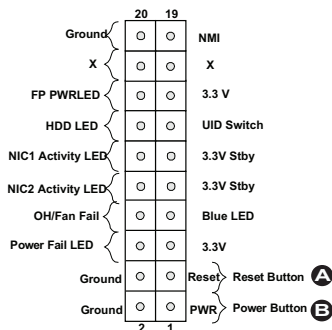 20 19
Ground NMI
X X
FP PWRLED 3.3 V
HDD LED UID Switch
NIC1 Activity LED 3.3V Stby
NIC2 Activity LED 3.3V Stby
OH/Fan Fail Blue LED
Power Fail LED 3.3V
Ground Reset Reset Button A
Ground PWR Power Button B
2 1